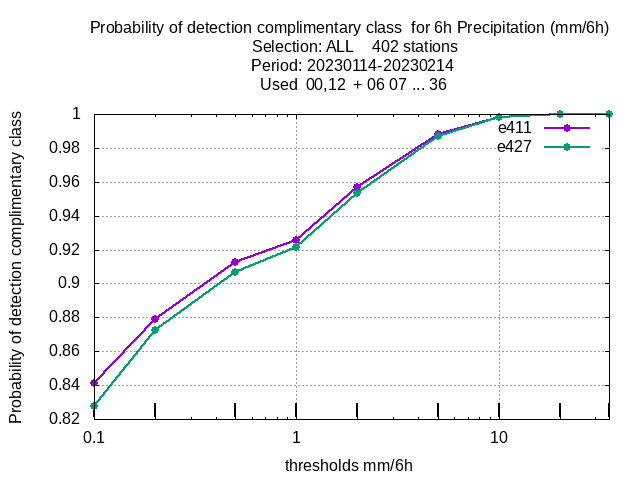 Probability of detection complimentary class  for 6h Precipitation (mm/6h)
Selection: ALL    402 stations
Period: 20230114-20230214
Used  00,12  + 06 07 ... 36
Probability of detection complimentary class
1
0.98
0.96
0.94
0.92
0.9
0.88
0.86
0.84
0.82
e411
e427
0.1
1
10
thresholds mm/6h